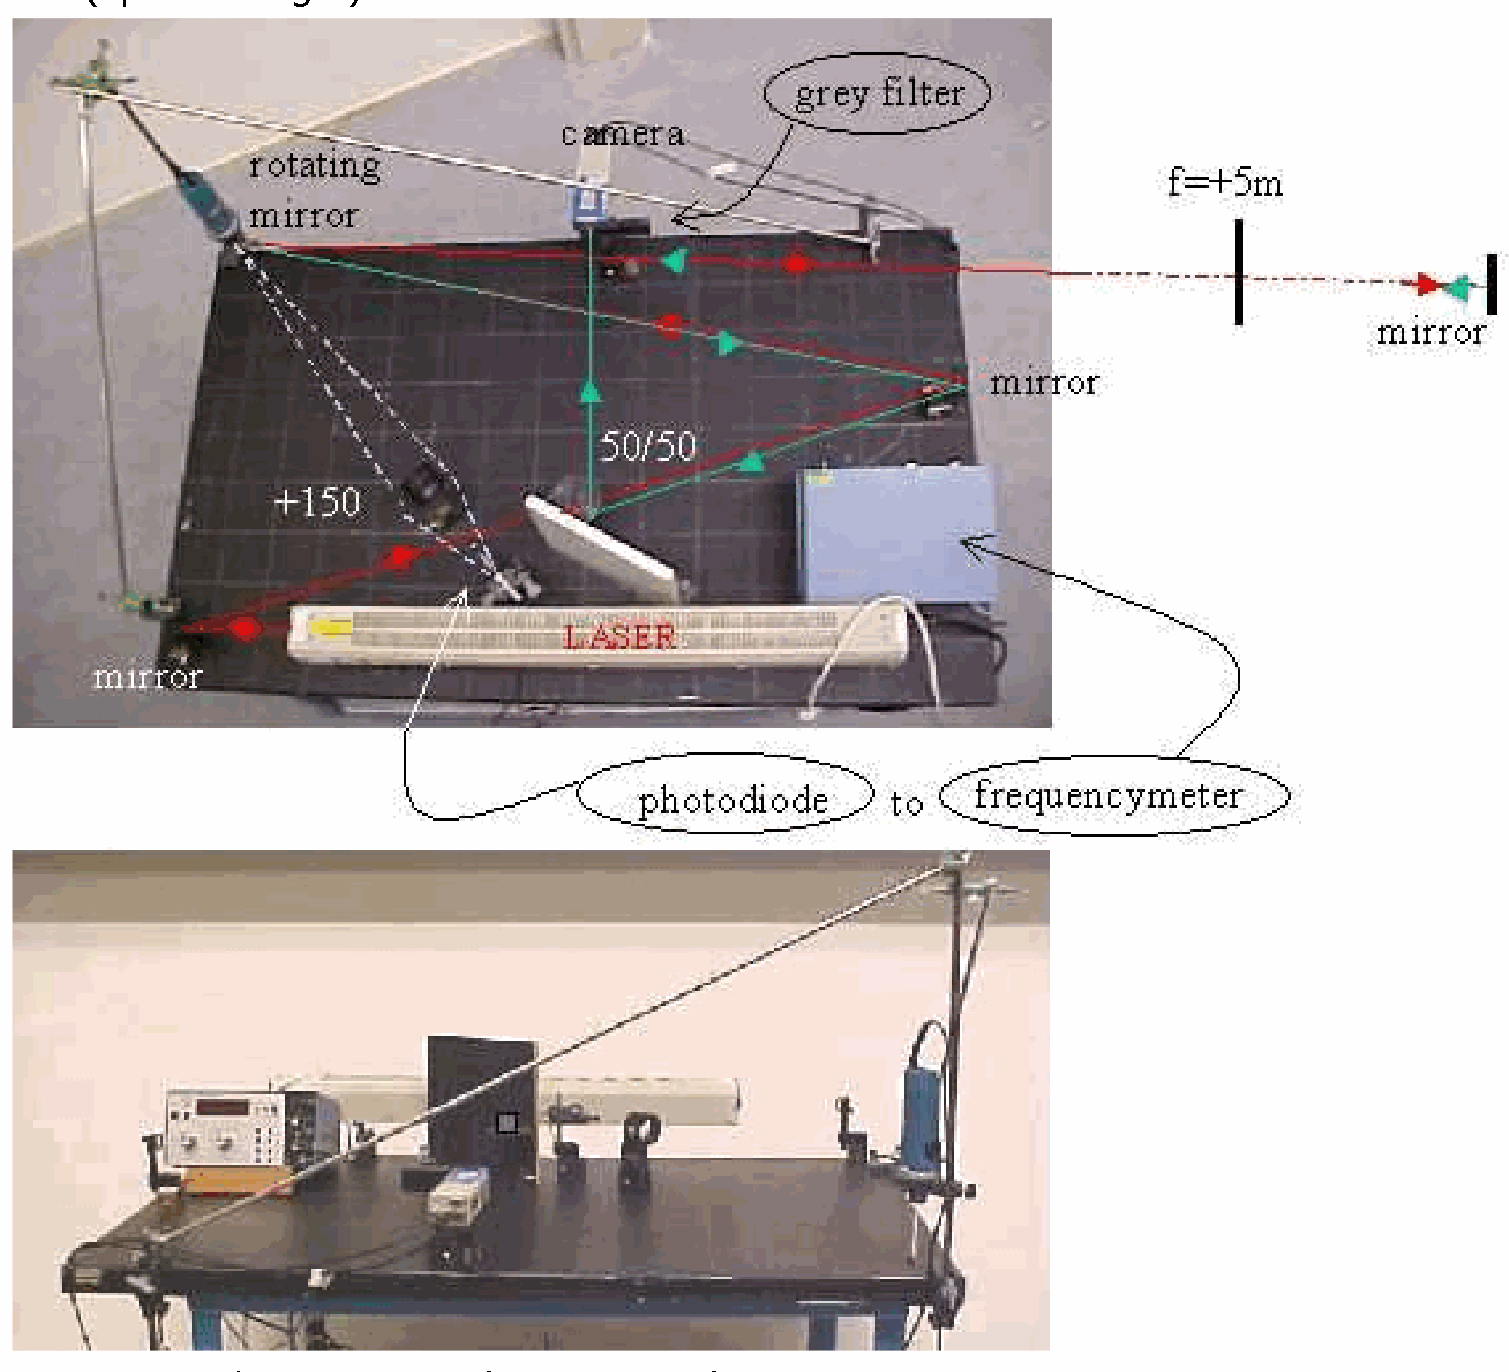 grey filter
camera
rotating
mirror
f=+5m
mirror
mirror
50/50
+150
LASER
mirror
photodiode to frequencymeter